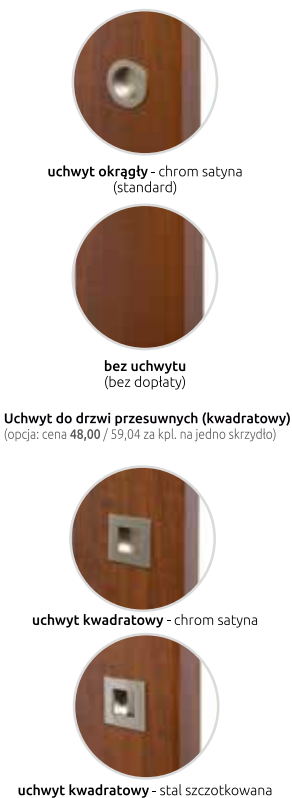 uchwyt okrągły - chrom satyna
(standard)
bez uchwytu
(bez dopłaty)
Uchwyt do drzwi przesuwnych (kwadratowy)
(opcja: cena 48,00 / 59,04 za kpl. na jedno skrzydło)
uchwyt kwadratowy - chrom satyna
uchwyt kwadratowy - stal szczotkowana